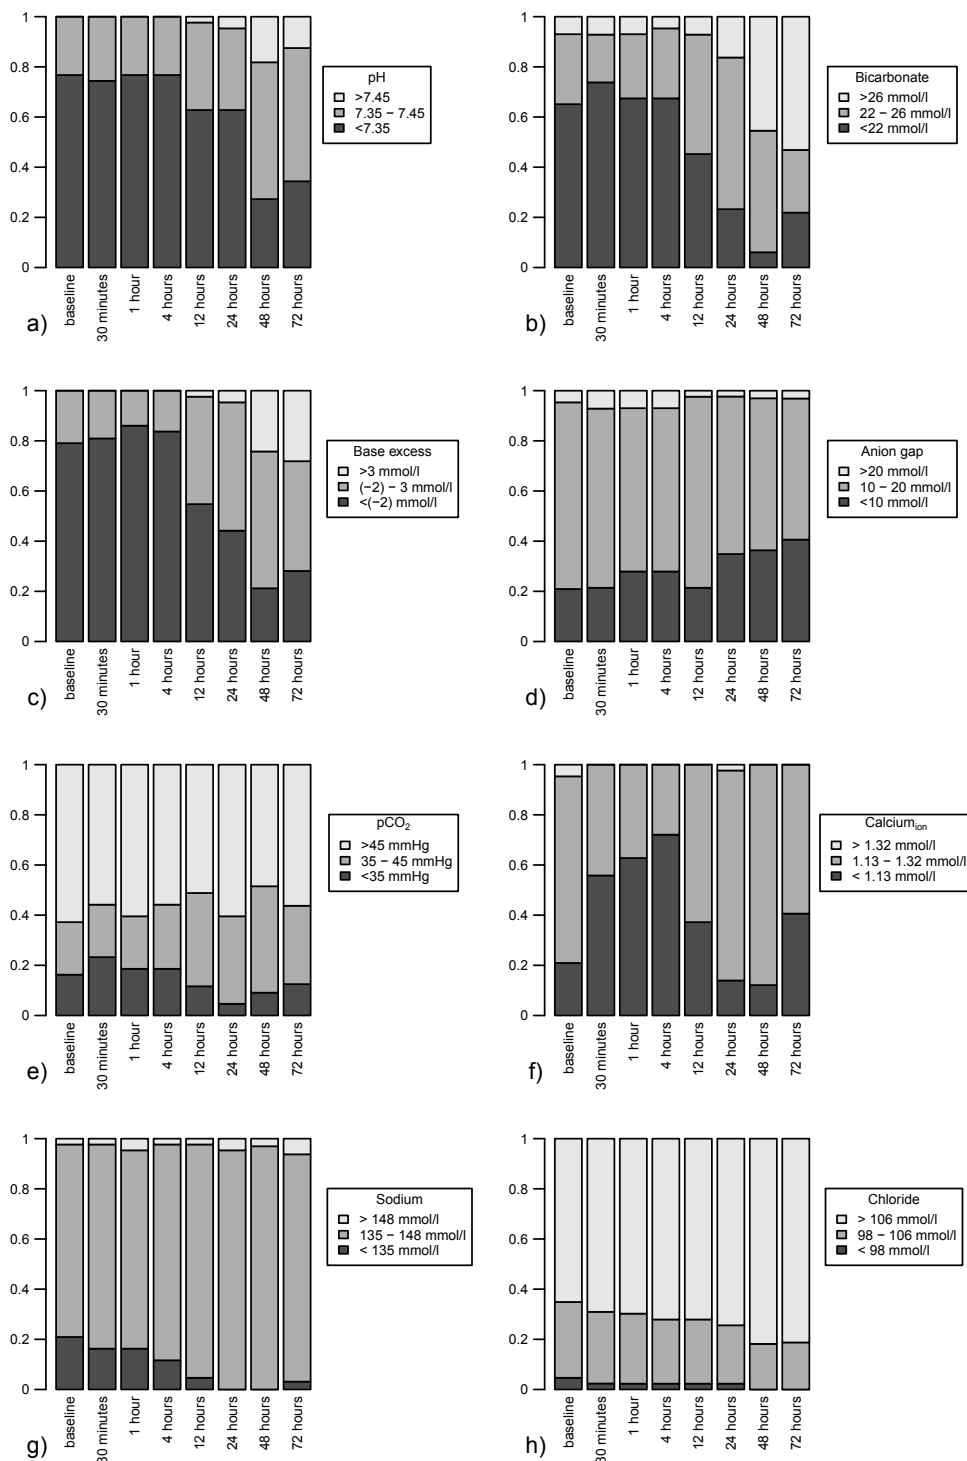 1
0.8
0.6
0.4
0.2
0
baseline
30 minutes
1 hour
4 hours
12 hours
24 hours
48 hours
72 hours
pH
>7.45
7.35 − 7.45
<7.35
a)
1
0.8
0.6
0.4
0.2
0
baseline
30 minutes
1 hour
4 hours
12 hours
24 hours
48 hours
72 hours
Bicarbonate
>26 mmol/l
22 − 26 mmol/l
<22 mmol/l
b)
1
0.8
0.6
0.4
0.2
0
baseline
30 minutes
1 hour
4 hours
12 hours
24 hours
48 hours
72 hours
Base excess
>3 mmol/l
(−2) − 3 mmol/l
<(−2) mmol/l
c)
1
0.8
0.6
0.4
0.2
0
baseline
30 minutes
1 hour
4 hours
12 hours
24 hours
48 hours
72 hours
Anion gap
>20 mmol/l
10 − 20 mmol/l
<10 mmol/l
d)
1
0.8
0.6
0.4
0.2
0
baseline
30 minutes
1 hour
4 hours
12 hours
24 hours
48 hours
72 hours
pCO₂
>45 mmHg
35 − 45 mmHg
<35 mmHg
e)
1
0.8
0.6
0.4
0.2
0
baseline
30 minutes
1 hour
4 hours
12 hours
24 hours
48 hours
72 hours
Calcium ion
> 1.32 mmol/l
1.13 − 1.32 mmol/l
< 1.13 mmol/l
f)
1
0.8
0.6
0.4
0.2
0
baseline
30 minutes
1 hour
4 hours
12 hours
24 hours
48 hours
72 hours
Sodium
> 148 mmol/l
135 − 148 mmol/l
< 135 mmol/l
g)
1
0.8
0.6
0.4
0.2
0
baseline
30 minutes
1 hour
4 hours
12 hours
24 hours
48 hours
72 hours
Chloride
> 106 mmol/l
98 − 106 mmol/l
< 98 mmol/l
h)